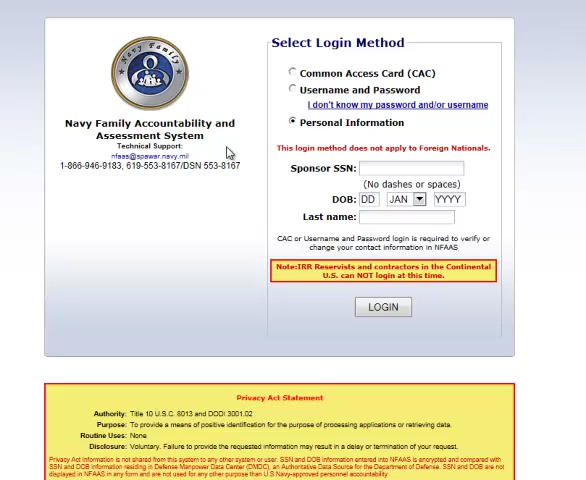 Navy Family
Navy Family Accountability and
Assessment System
Technical Support:
nfaas@spawar.navy.mil
1-866-946-9183, 619-553-8167/DSN 553-8167
Select Login Method
Common Access Card (CAC)
Username and Password
I don't know my password and/or username
Personal Information
This login method does not apply to Foreign Nationals.
Sponsor SSN:
(No dashes or spaces)
DOB: DD JAN YYYY
Last name:
CAC or Username and Password login is required to verify or
change your contact information in NFAAS
Note:IRR Reservists and contractors in the Continental
U.S. can NOT login at this time.
LOGIN
Privacy Act Statement
Authority: Title 10 U.S.C. 8013 and DODI 3001.02
Purpose: To provide a means of positive identification for the purpose of processing applications or retrieving data.
Routine Uses: None
Disclosure: Voluntary. Failure to provide the requested information may result in a delay or termination of your request.
Privacy Act Information is not shared from this system to any other system or user. SSN and DOB information entered into NFAAS is encrypted and compared with
SSN and DOB information residing in Defense Manpower Data Center (DMDC), an Authoritative Data Source for the Department of Defense. SSN and DOB are not
displayed in NFAAS in any form and are not used for any other purpose than U.S Navy-approved personnel accountability